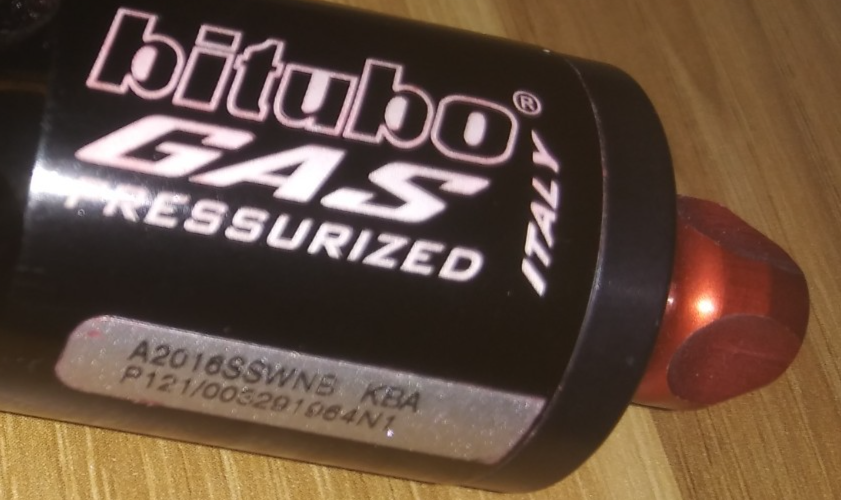 bitubo®
GAS
PRESSURIZED
ITALY
A2016SSWNB KBA
P121/003291064N1